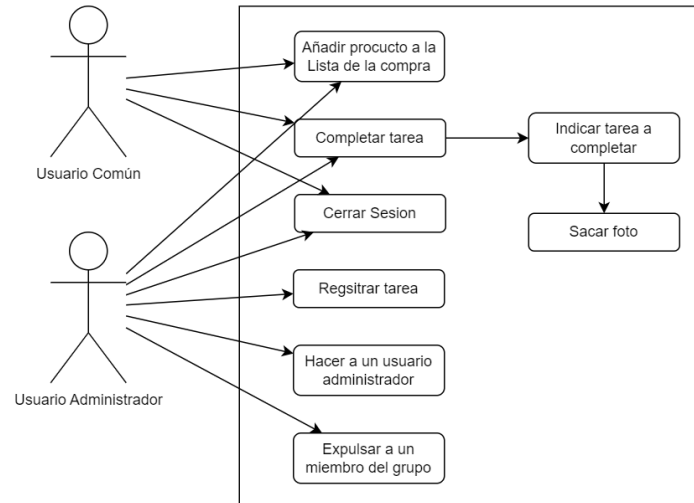 Añadir procucto a la
Lista de la compra
Completar tarea
Indicar tarea a
completar
Usuario Común
Cerrar Sesion
Sacar foto
Regsitrar tarea
Hacer a un usuario
administrador
Usuario Administrador
Expulsar a un
miembro del grupo